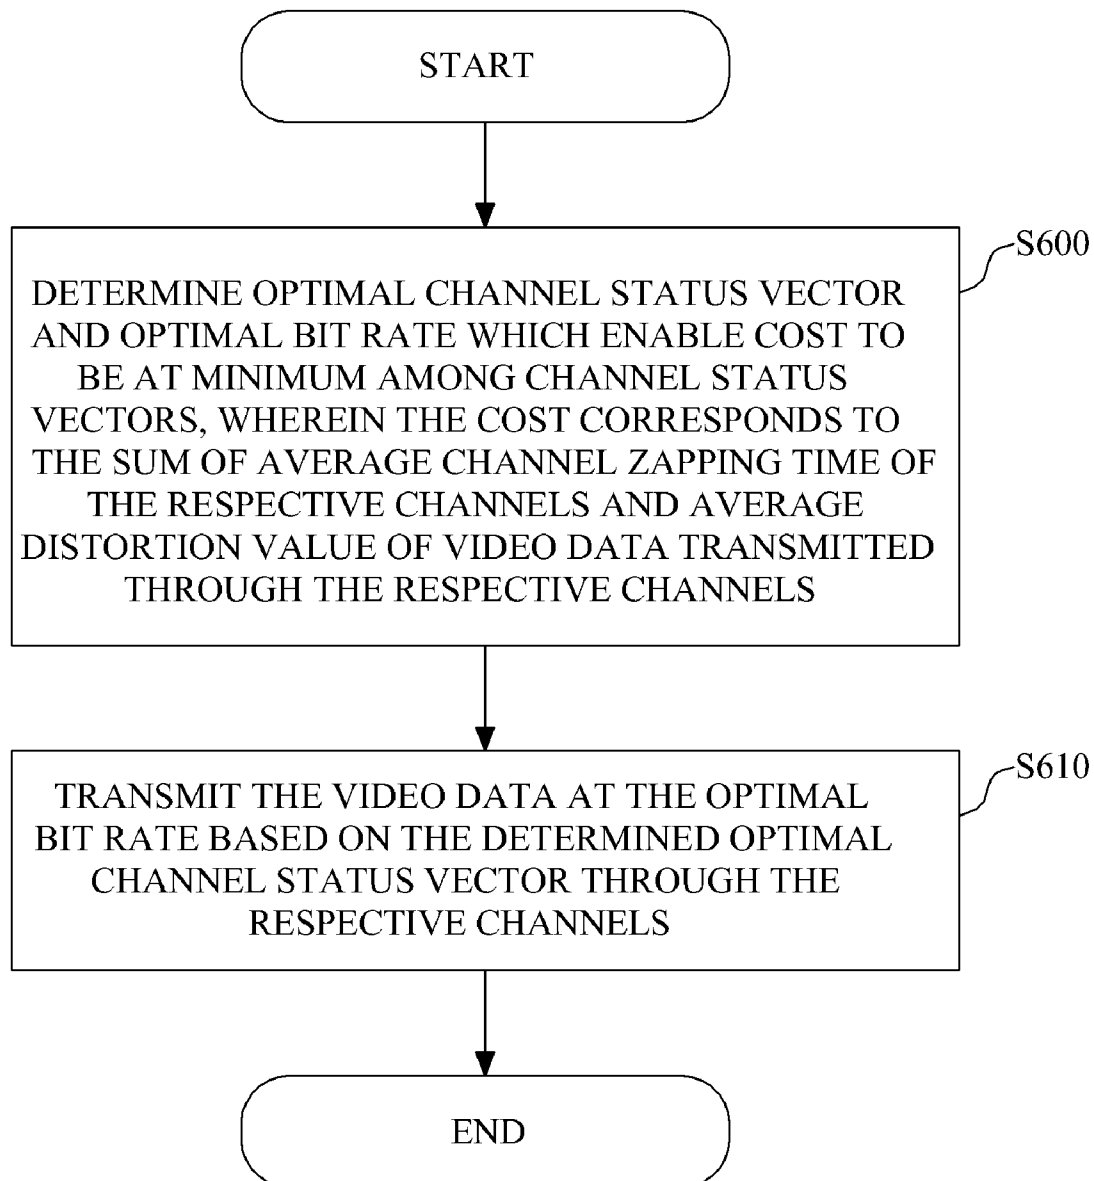 START
S600
DETERMINE OPTIMAL CHANNEL STATUS VECTOR
AND OPTIMAL BIT RATE WHICH ENABLE COST TO
BE AT MINIMUM AMONG CHANNEL STATUS
VECTORS, WHEREIN THE COST CORRESPONDS TO
THE SUM OF AVERAGE CHANNEL ZAPPING TIME OF
THE RESPECTIVE CHANNELS AND AVERAGE
DISTORTION VALUE OF VIDEO DATA TRANSMITTED
THROUGH THE RESPECTIVE CHANNELS
S610
TRANSMIT THE VIDEO DATA AT THE OPTIMAL
BIT RATE BASED ON THE DETERMINED OPTIMAL
CHANNEL STATUS VECTOR THROUGH THE
RESPECTIVE CHANNELS
END